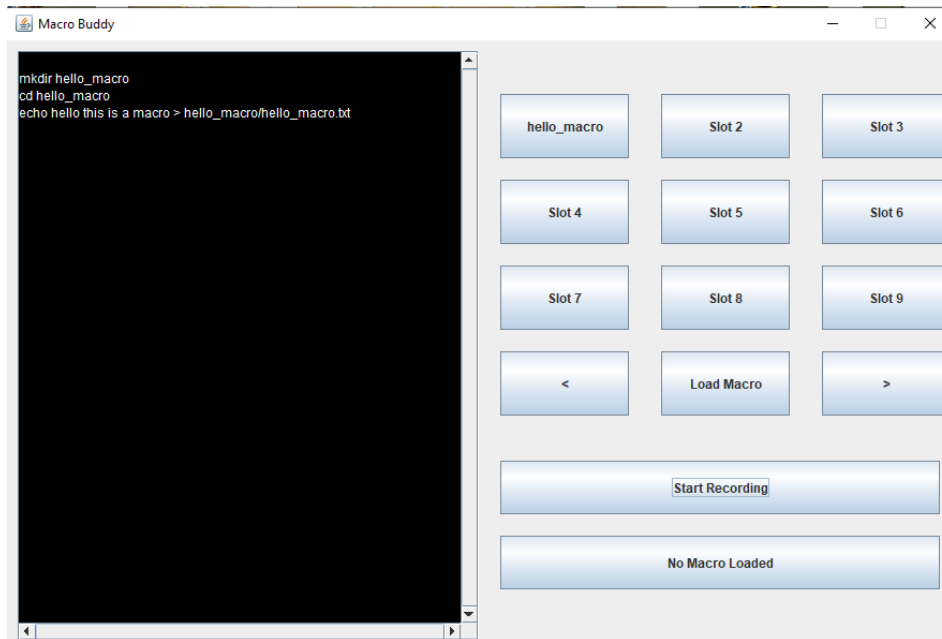 Macro Buddy
mkdir hello_macro
cd hello_macro
echo hello this is a macro > hello_macro/hello_macro.txt
hello_macro
Slot 2
Slot 3
Slot 4
Slot 5
Slot 6
Slot 7
Slot 8
Slot 9
<
Load Macro
>
Start Recording
No Macro Loaded